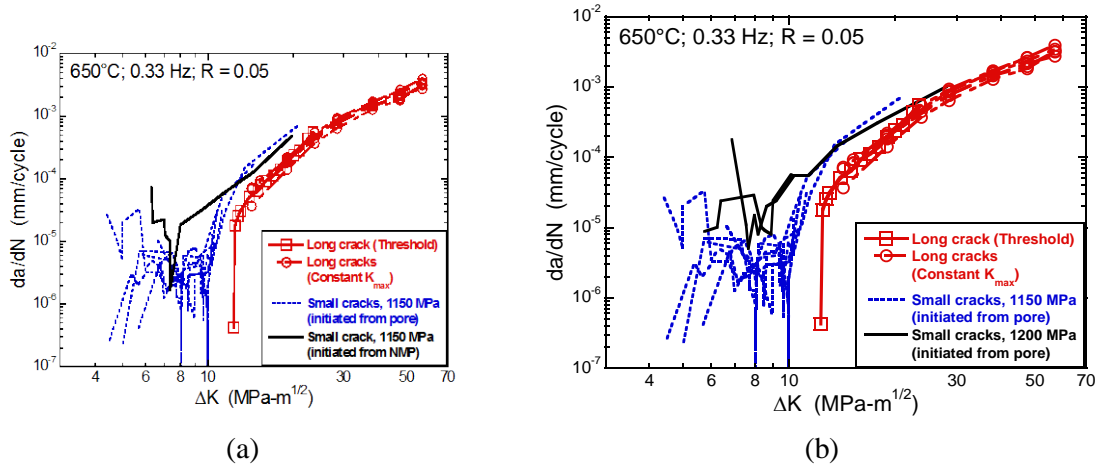 650°C; 0.33 Hz; R = 0.05
da/dN (mm/cycle)
10⁻²
10⁻³
10⁻⁴
10⁻⁵
10⁻⁶
10⁻⁷
Long crack (Threshold)
Long cracks
(Constant Kmax)
Small cracks, 1150 MPa
(initiated from pore)
Small crack, 1150 MPa
(initiated from NMP)
4 6 8 10 30 50 70
ΔK (MPa-m¹/²)
(a)
650°C; 0.33 Hz; R = 0.05
da/dN (mm/cycle)
10⁻²
10⁻³
10⁻⁴
10⁻⁵
10⁻⁶
10⁻⁷
Long crack (Threshold)
Long cracks
(Constant Kmax)
Small cracks, 1150 MPa
(initiated from pore)
Small cracks, 1200 MPa
(initiated from pore)
4 6 8 10 30 50 70
ΔK (MPa-m¹/²)
(b)